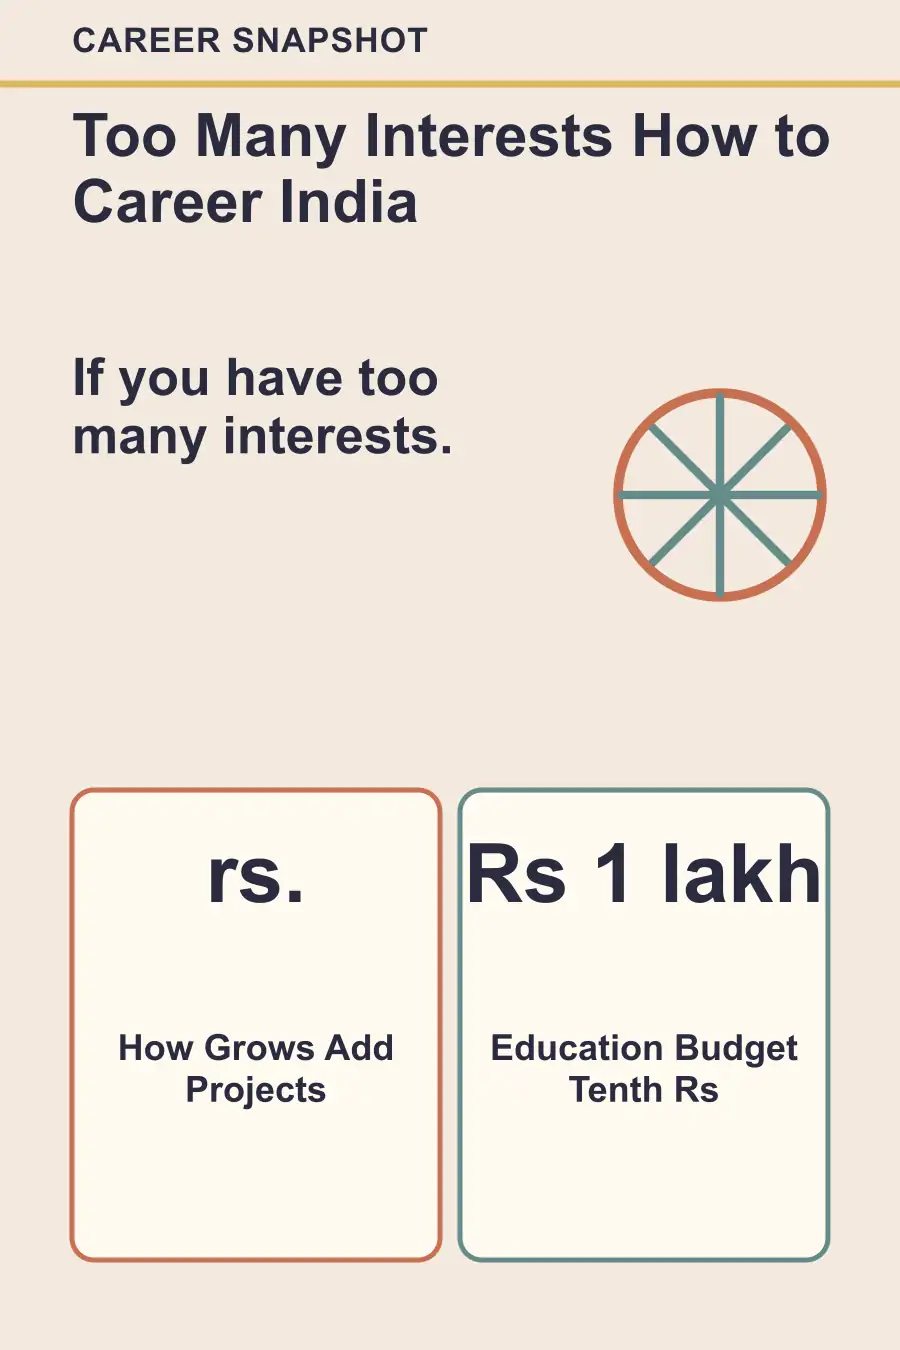 CAREER SNAPSHOT
Too Many Interests How to
Career India
If you have too
many interests.
rs.
How Grows Add
Projects
Rs 1 lakh
Education Budget
Tenth Rs